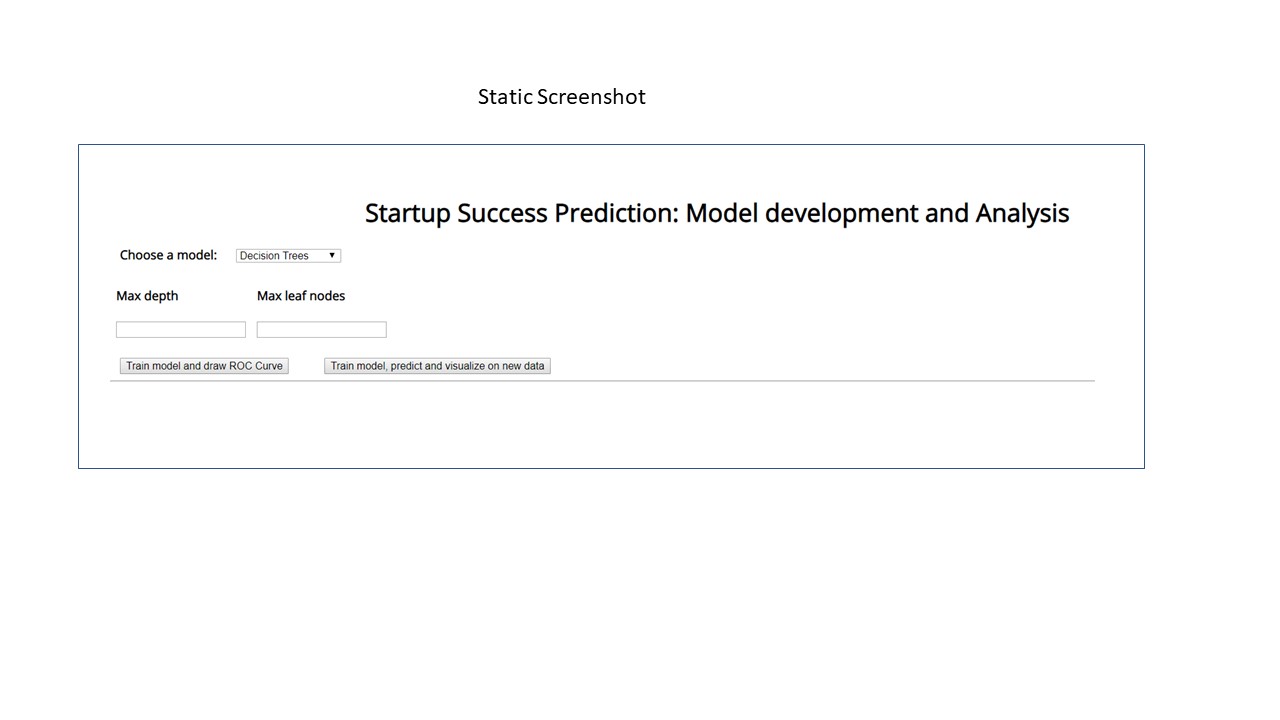 Static Screenshot
Startup Success Prediction: Model development and Analysis
Choose a model: Decision Trees ▼
Max depth Max leaf nodes
Train model and draw ROC Curve Train model, predict and visualize on new data